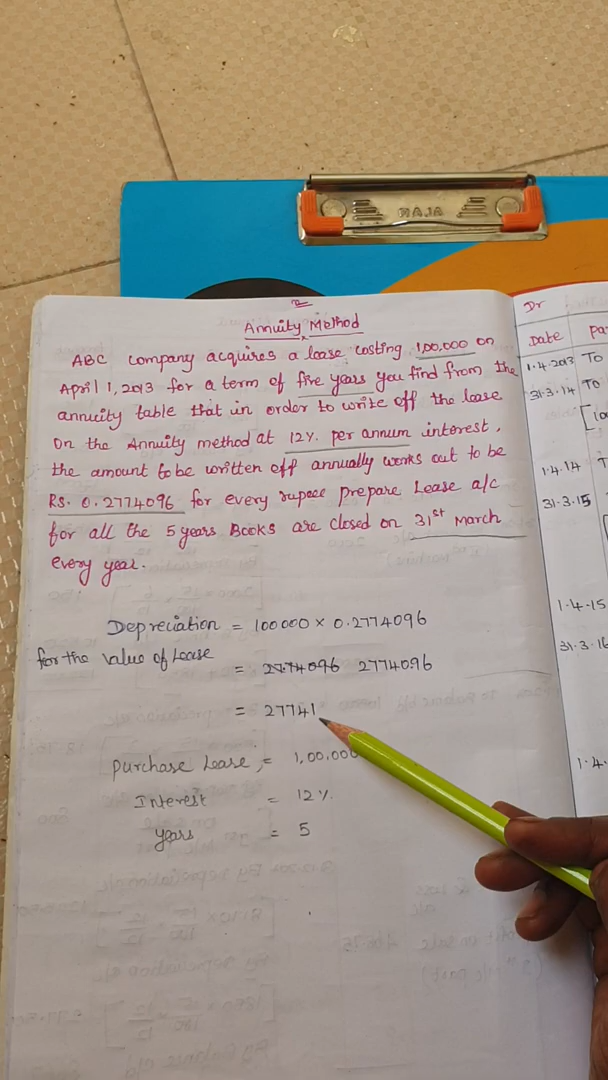 RAJA
Annuity Method
ABC company acquires a lease costing 1,00,000 on
April 1, 2013 for a term of five years you find from the
annuity table that in order to write off the lease
on the Annuity method at 12%. per annum interest,
the amount to be written off annually works out to be
RS. 0.2774096 for every rupee prepare Lease a/c
for all the 5 years Books are closed on 31st March
every year.
Depreciation = 100000 × 0.2774096
for the value of Lease
= 2774096 2774096
= 27741
Purchase Lease = 1,00,000
Interest = 12%
years = 5
Dr
Date
1.4.2013 To
31.3.14 To
1.4.14
31.3.15
1.4.15
31.3.16
1.4.